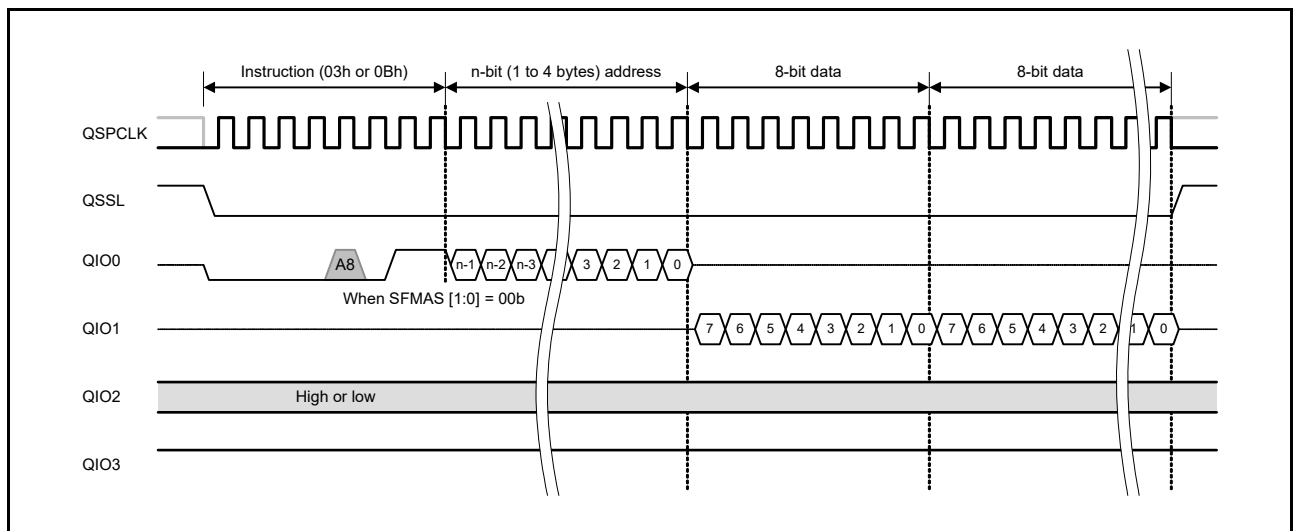 Instruction (03h or 0Bh) n-bit (1 to 4 bytes) address 8-bit data 8-bit data
QSPCLK
QSSL
QIO0 A8 n-1 n-2 n-3 3 2 1 0
When SFMAS [1:0] = 00b
QIO1 7 6 5 4 3 2 1 0 7 6 5 4 3 2 1 0
QIO2 High or low
QIO3